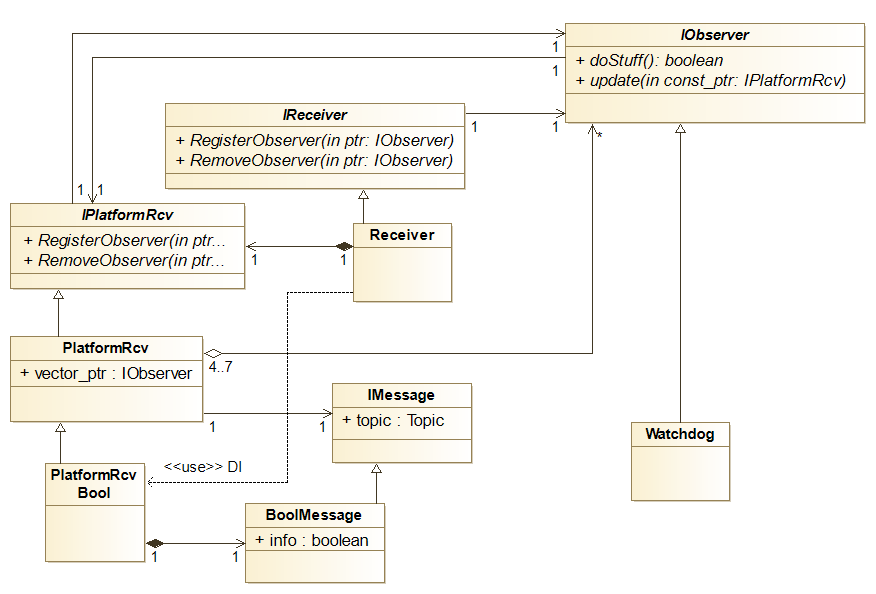 IObserver
+ doStuff(): boolean
+ update(in const_ptr: IPlatformRcv)
1
1
IReceiver
+ RegisterObserver(in ptr: IObserver)
+ RemoveObserver(in ptr: IObserver)
1
1
*
1
1
IPlatformRcv
+ RegisterObserver(in ptr...
+ RemoveObserver(in ptr...
Receiver
1
1
PlatformRcv
+ vector_ptr : IObserver
4..7
IMessage
+ topic : Topic
1
1
Watchdog
PlatformRcv
Bool
<<use>> DI
BoolMessage
+ info : boolean
1
1